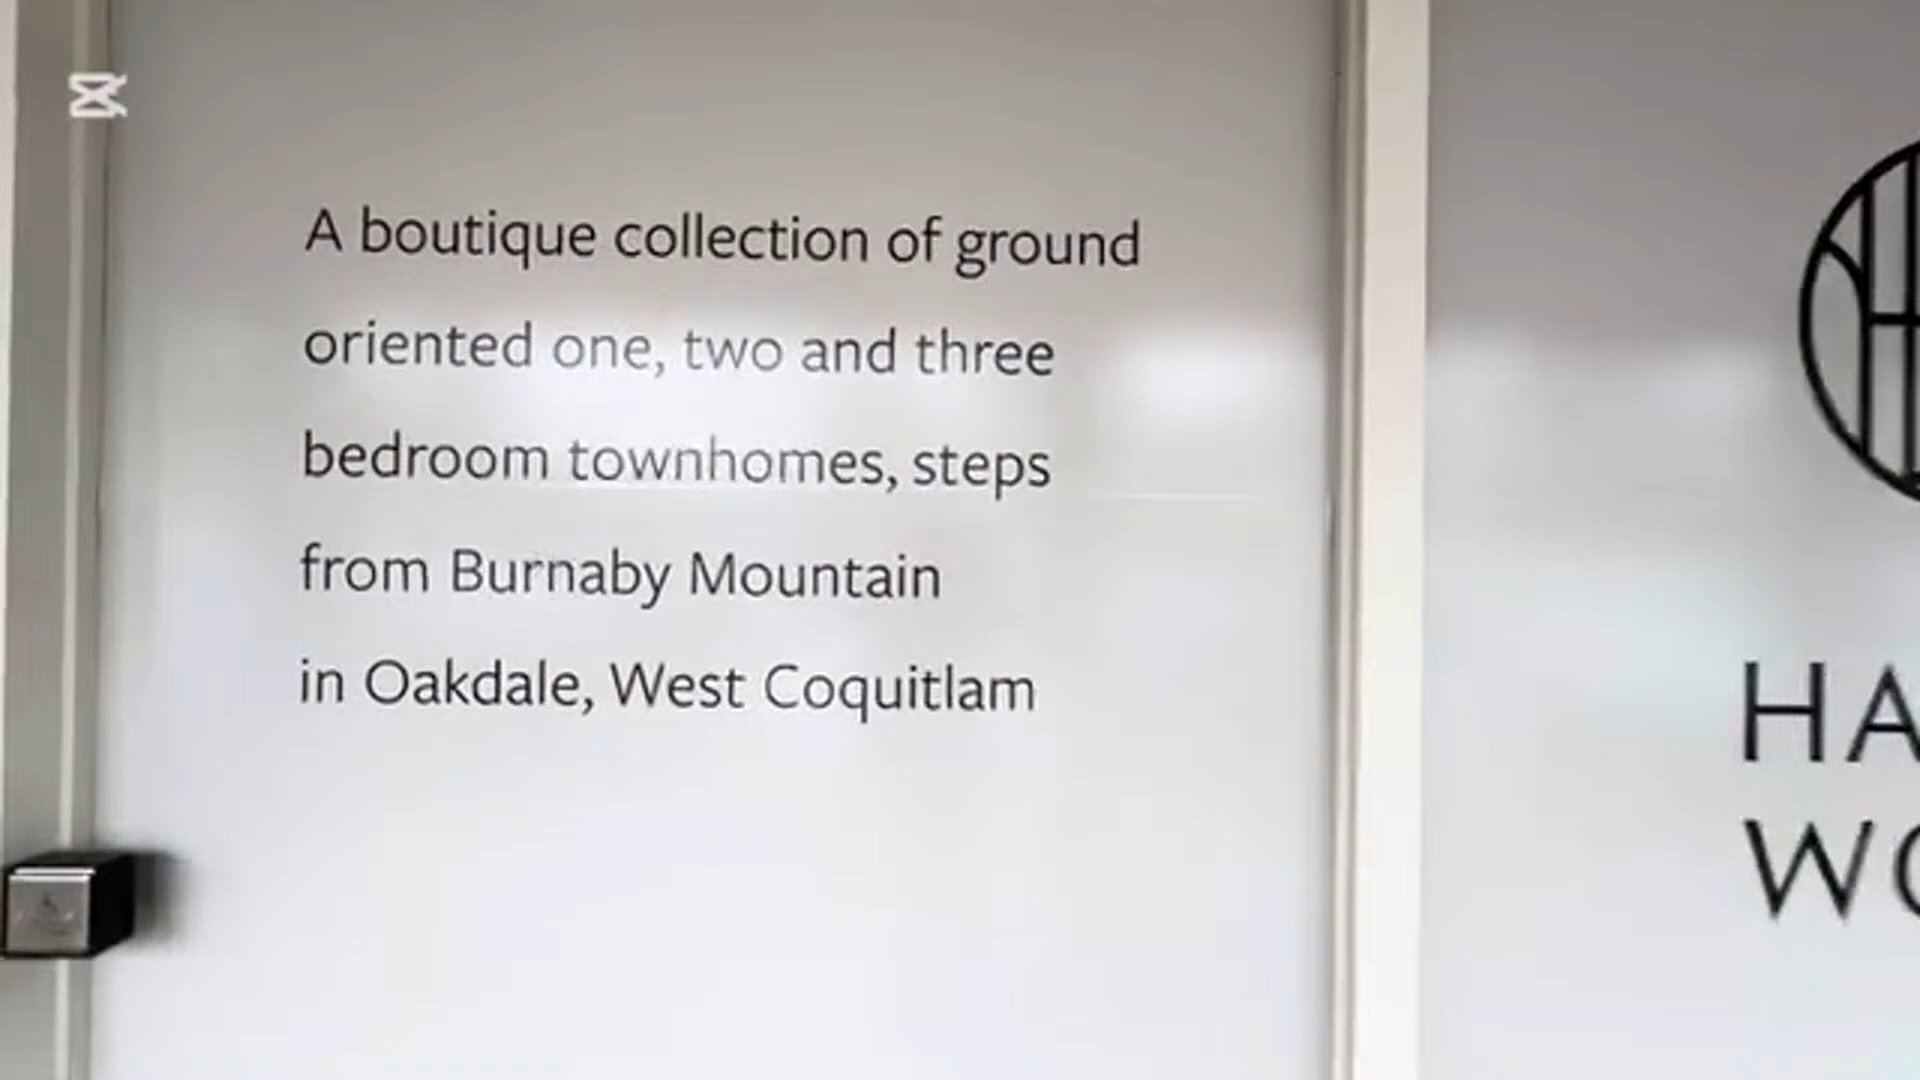 A boutique collection of ground
oriented one, two and three
bedroom townhomes, steps
from Burnaby Mountain
in Oakdale, West Coquitlam